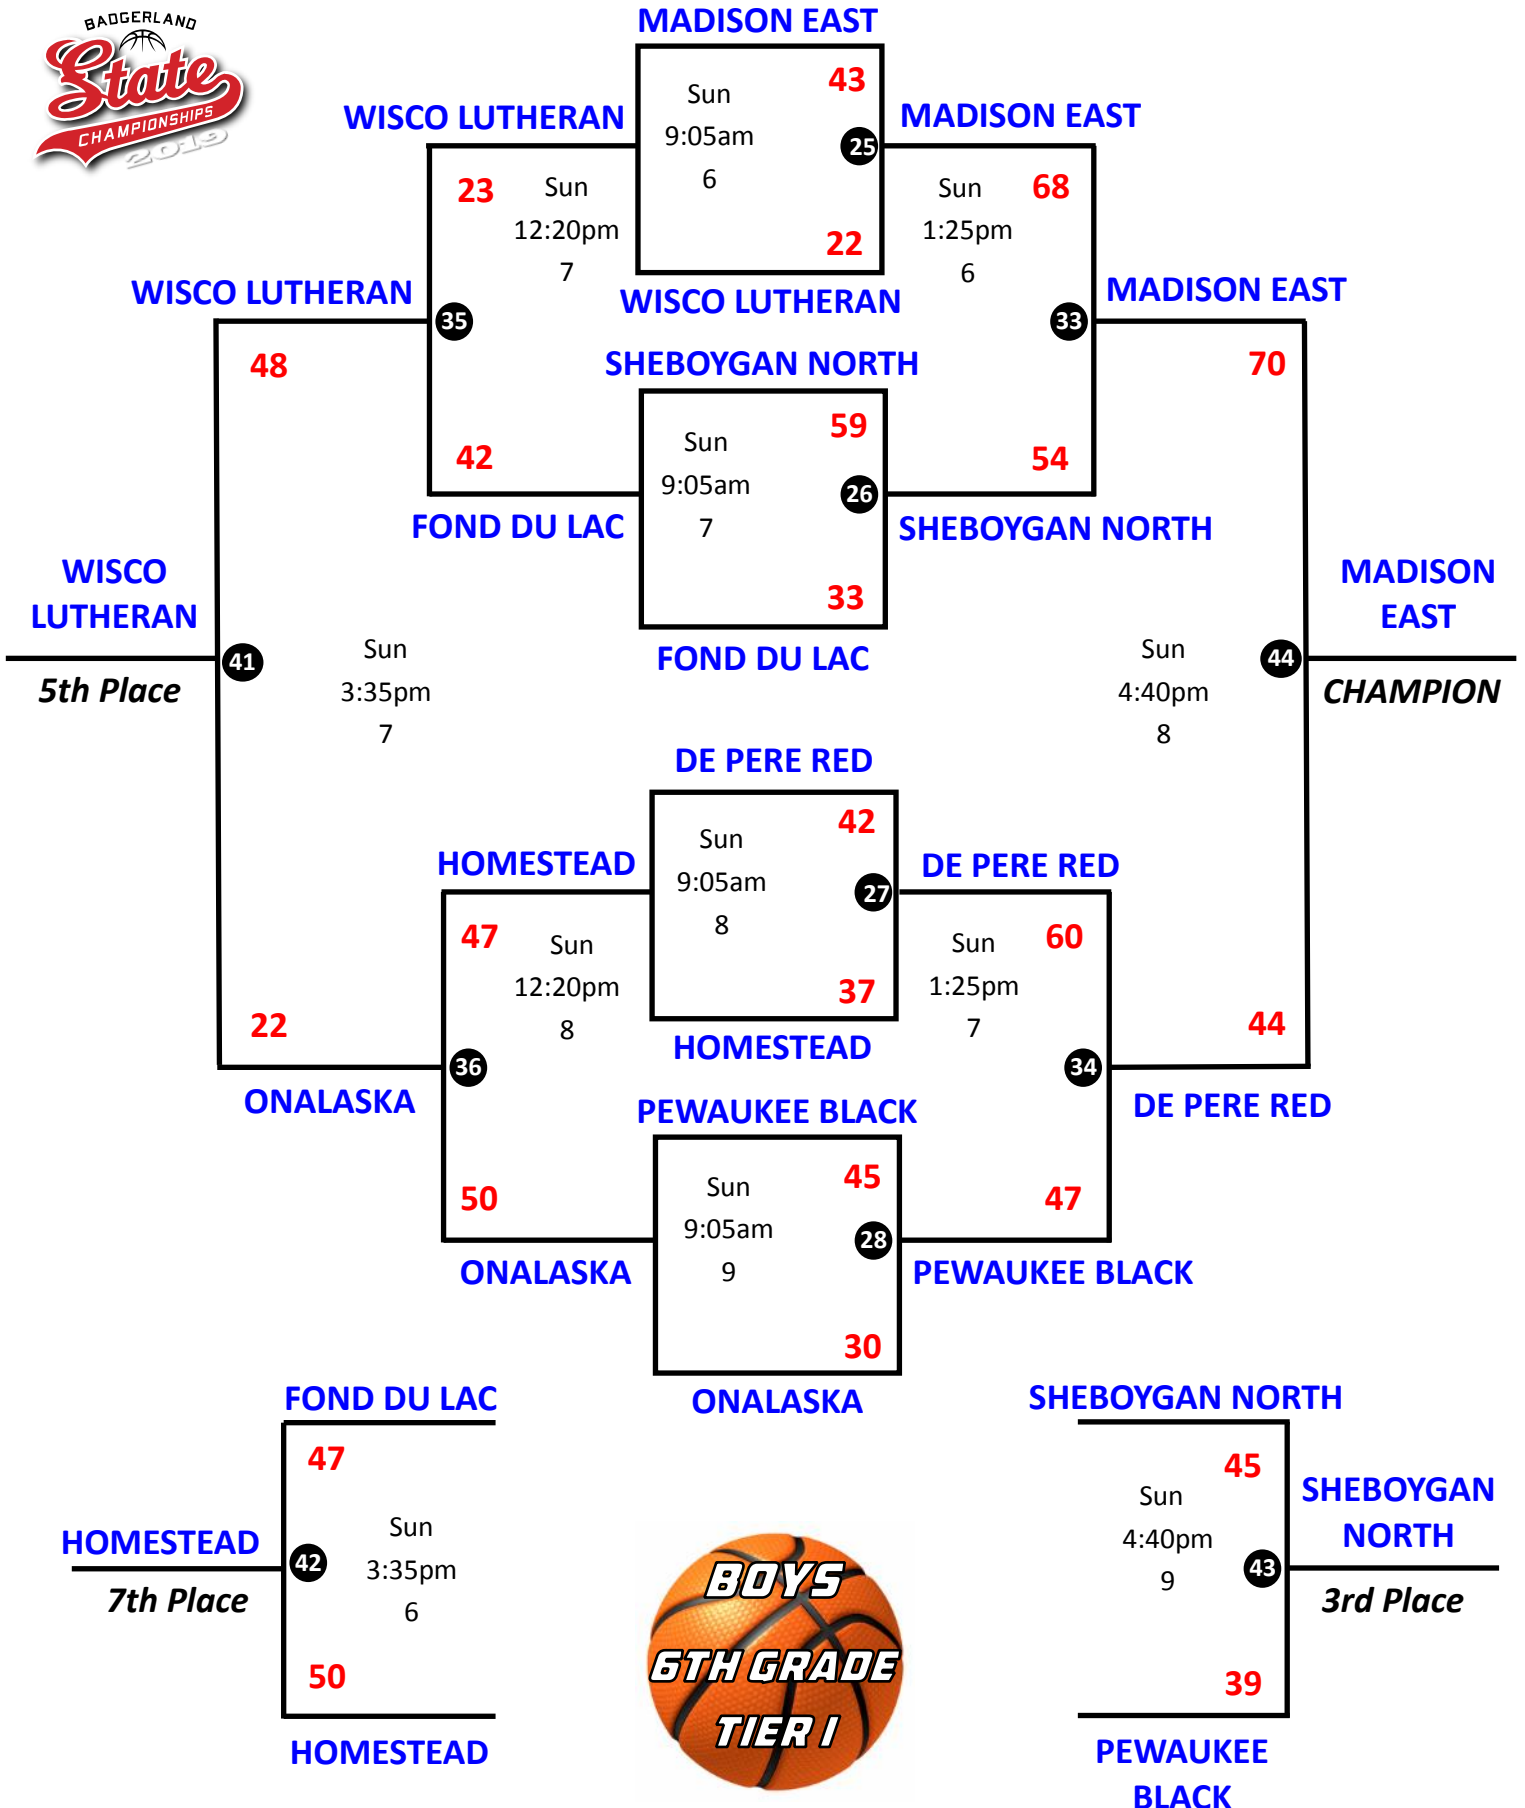 BADGERLAND
State
CHAMPIONSHIPS
2019
MADISON EAST
Sun
9:05am
6
43
25
22
WISCO LUTHERAN
WISCO LUTHERAN
23
Sun
12:20pm
7
35
42
FOND DU LAC
MADISON EAST
Sun
1:25pm
6
68
33
54
SHEBOYGAN NORTH
SHEBOYGAN NORTH
Sun
9:05am
7
59
26
33
FOND DU LAC
WISCO LUTHERAN
48
MADISON EAST
70
WISCO
LUTHERAN
5th Place
41
Sun
3:35pm
7
Sun
4:40pm
8
44
MADISON
EAST
CHAMPION
DE PERE RED
Sun
9:05am
8
42
27
37
HOMESTEAD
HOMESTEAD
47
Sun
12:20pm
8
36
50
ONALASKA
DE PERE RED
Sun
1:25pm
7
60
34
47
PEWAUKEE BLACK
22
ONALASKA
44
DE PERE RED
PEWAUKEE BLACK
Sun
9:05am
9
45
28
30
ONALASKA
FOND DU LAC
47
Sun
3:35pm
6
42
HOMESTEAD
7th Place
50
HOMESTEAD
BOYS
6TH GRADE
TIER I
SHEBOYGAN NORTH
45
Sun
4:40pm
9
43
SHEBOYGAN
NORTH
3rd Place
39
PEWAUKEE
BLACK